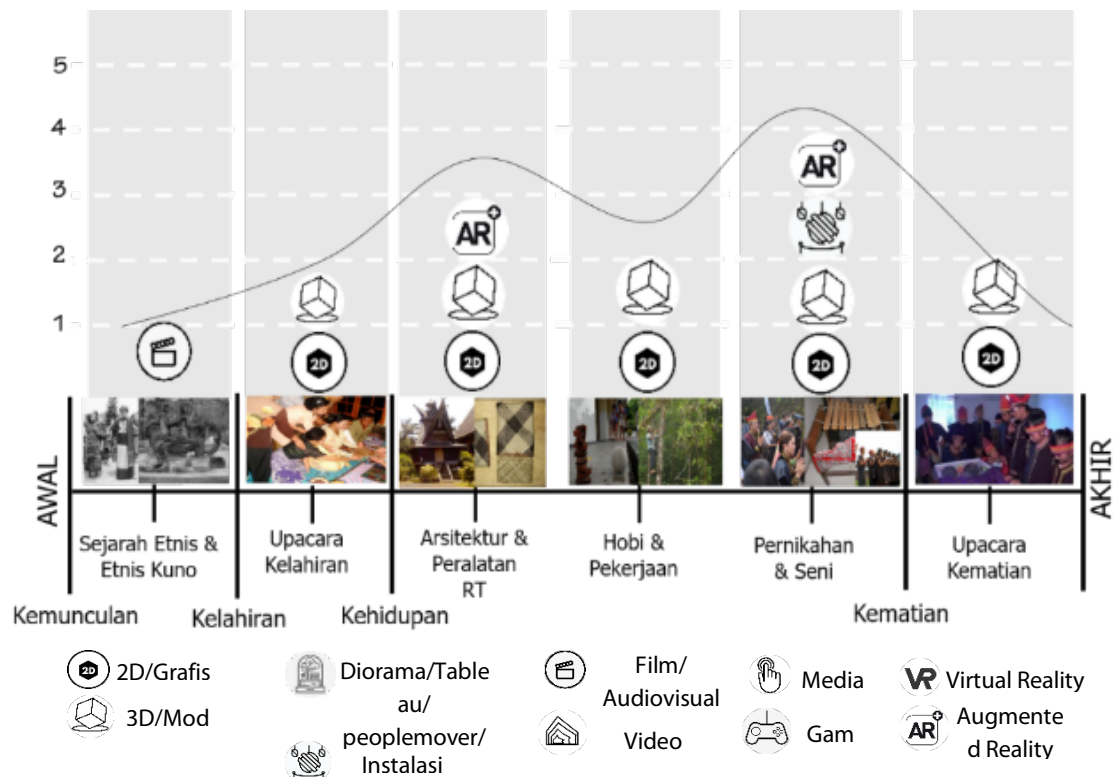 5
4
3
2
1
AR+
AR+
2D
2D
2D
2D
2D
AWAL
AKHIR
Sejarah Etnis &
Etnis Kuno
Upacara
Kelahiran
Arsitektur &
Peralatan
RT
Hobi &
Pekerjaan
Pernikahan
& Seni
Upacara
Kematian
Kemunculan
Kelahiran
Kehidupan
Kematian
2D 2D/Grafis
3D/Mod
Diorama/Table
au/
peoplemover/
Instalasi
Film/
Audiovisual
Video
Media
Gam
VR Virtual Reality
AR+ Augmente
d Reality